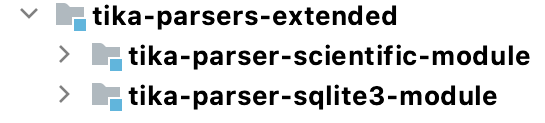 tika-parsers-extended
tika-parser-scientific-module
tika-parser-sqlite3-module